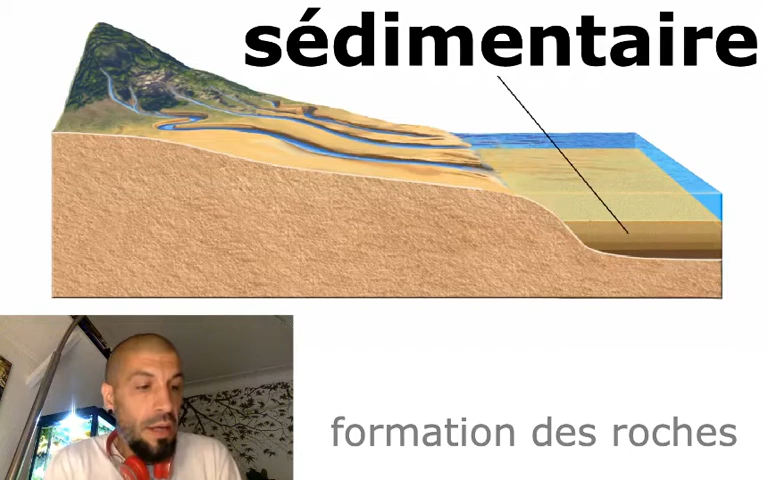 sédimentaire
formation des roches